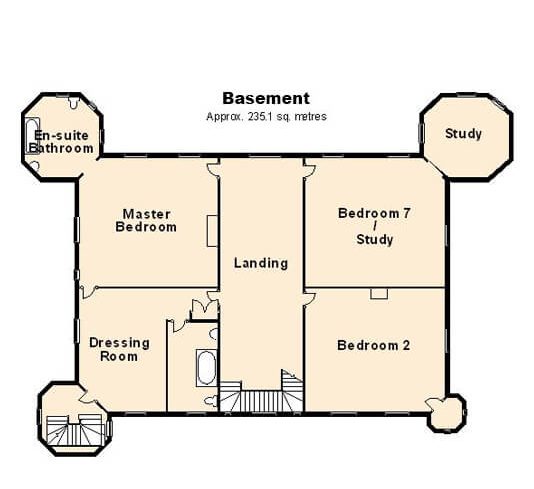 Basement
Approx. 235.1 sq. metres
En-suite
Bathroom
Study
Master
Bedroom
Bedroom 7
/
Study
Landing
Dressing
Room
Bedroom 2